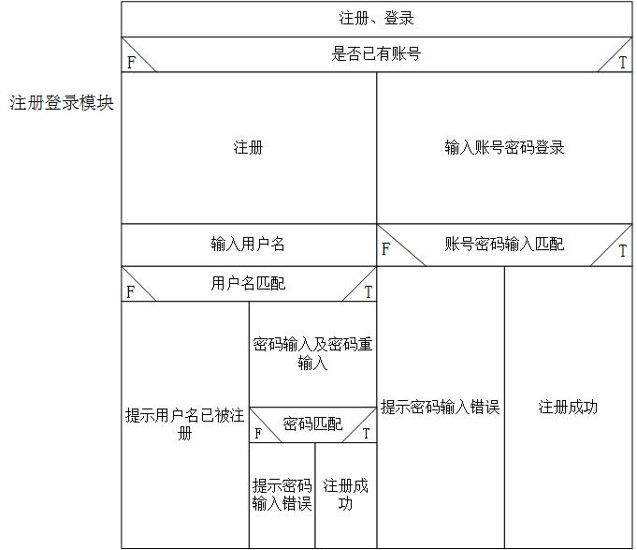 注册、登录
是否已有账号
F
T
注册登录模块
注册
输入账号密码登录
输入用户名
F
账号密码输入匹配
T
F
用户名匹配
T
密码输入及密码重
输入
提示用户名已被注
册
F
密码匹配
T
提示密码输入错误
注册成功
提示密码
输入错误
注册成
功